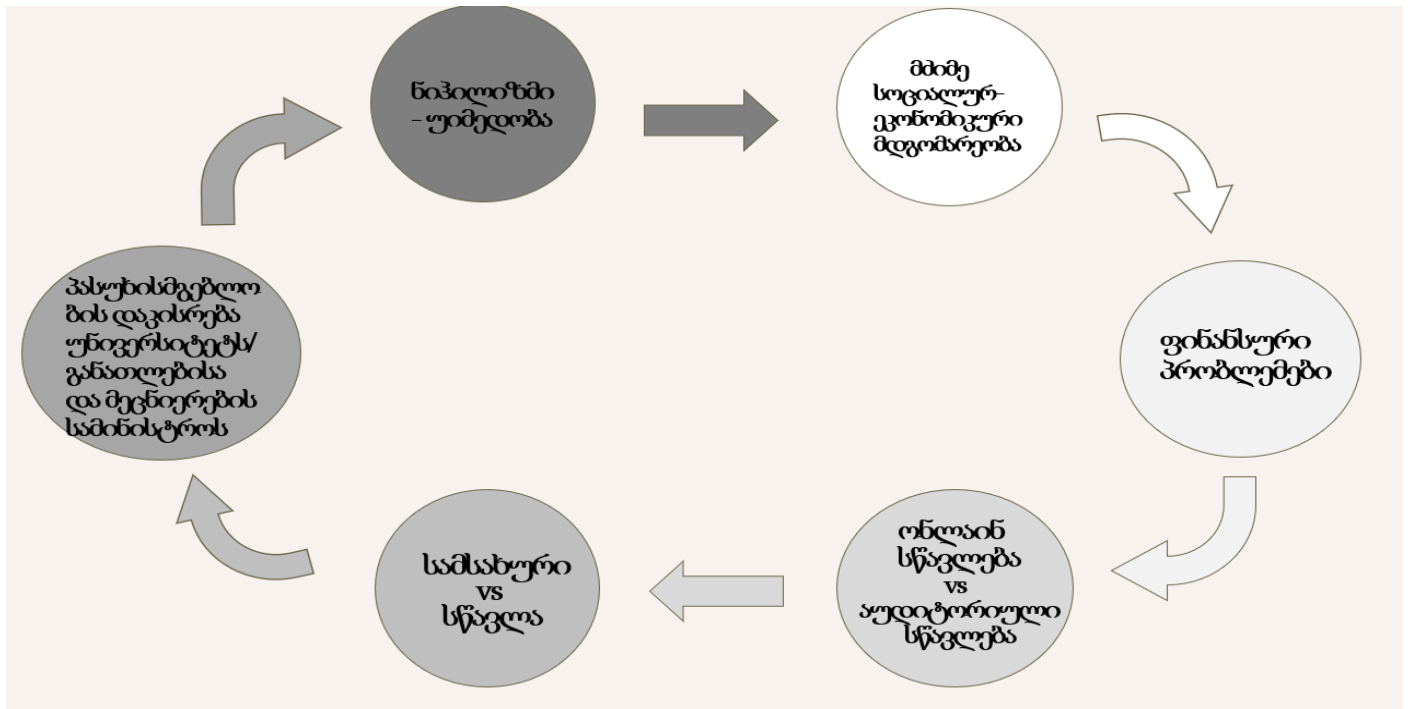 ნიჰილიზმი
- უიმედობა
მძიმე
სოციალურ-
ეკონომიკური
მდგომარეობა
ფინანსური
პრობლემები
ონლაინ
სწავლება
vs
აუდიტორიული
სწავლება
სამსახური
vs
სწავლა
პასუხისმგებლო
ბის დაკისრება
უნივერსიტეტს/
განათლებისა
და მეცნიერების
სამინისტროს